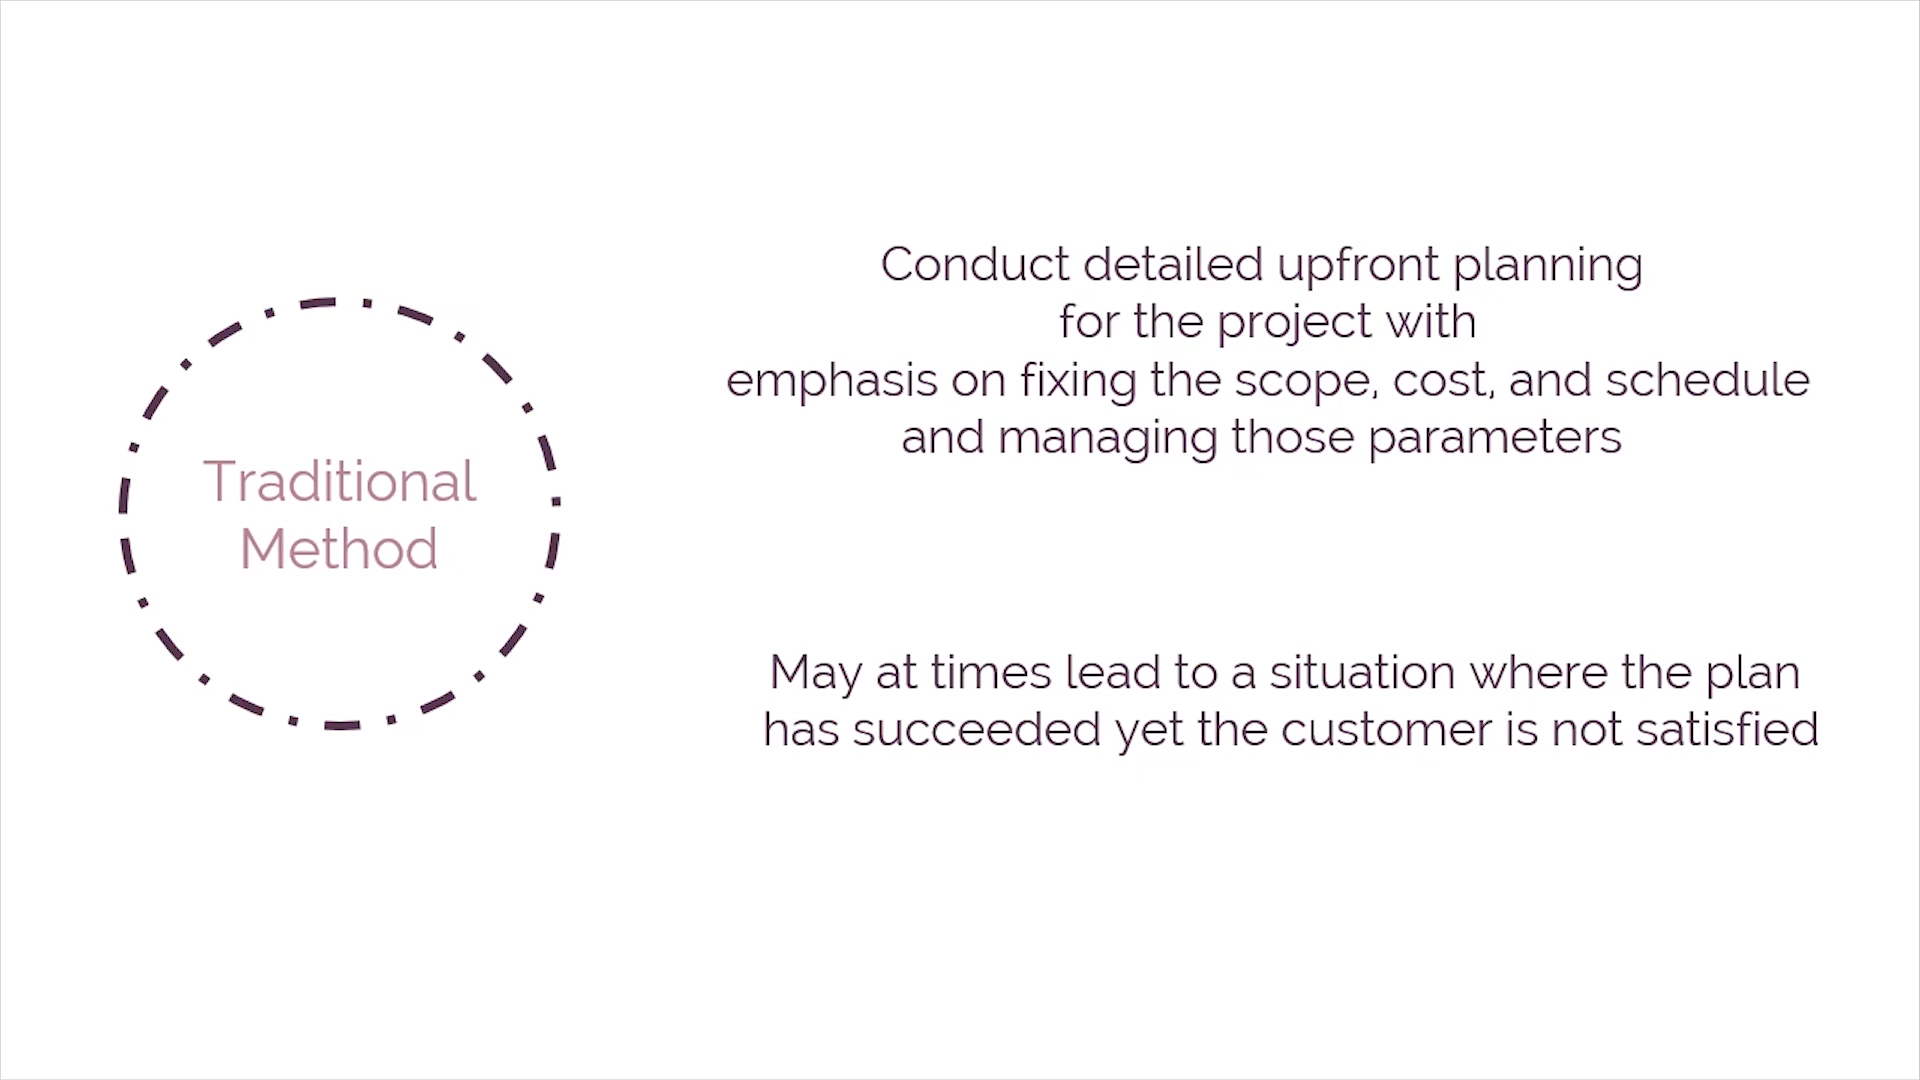 Traditional
Method
Conduct detailed upfront planning
for the project with
emphasis on fixing the scope, cost, and schedule
and managing those parameters
May at times lead to a situation where the plan
has succeeded yet the customer is not satisfied